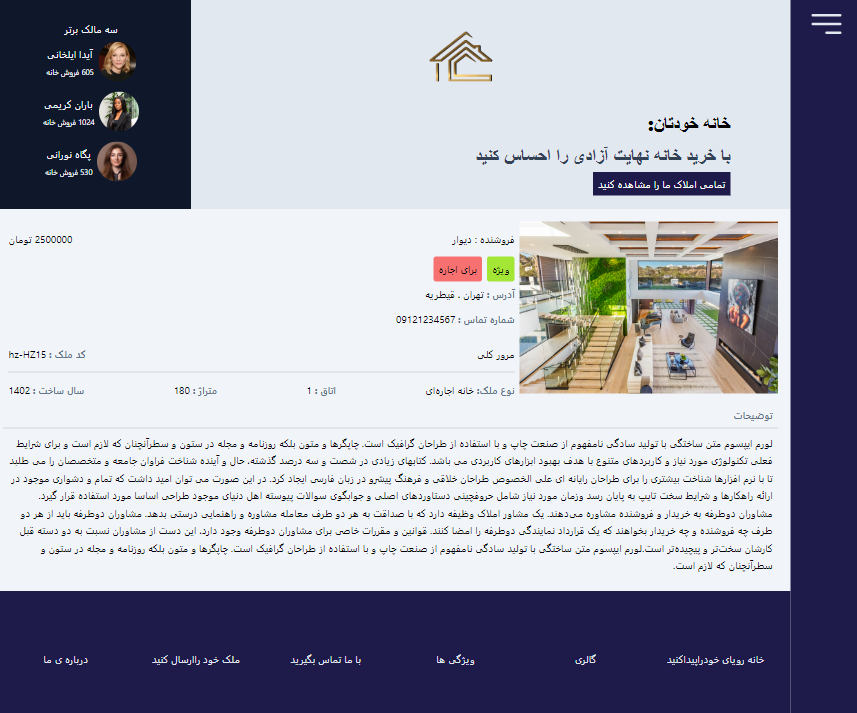 سه مالک برتر
آیدا ایلخانی
605 فروش خانه
باران کریمی
1024 فروش خانه
پگاه نورانی
530 فروش خانه
خانه خودتان:
با خرید خانه نهایت آزادی را احساس کنید
تمامی املاک ما را مشاهده کنید
فروشنده : دیوار
2500000 تومان
ویژه
برای اجاره
آدرس : تهران ، قیطریه
شماره تماس : 09121234567
مرور کلی
کد ملک : hz-HZ15
نوع ملک: خانه اجاره‌ای
اتاق : 1
متراژ : 180
سال ساخت : 1402
توضیحات
لورم ایپسوم متن ساختگی با تولید سادگی نامفهوم از صنعت چاپ و با استفاده از طراحان گرافیک است. چاپگرها و متون بلکه روزنامه و مجله در ستون و سطرآنچنان که لازم است و برای شرایط
فعلی تکنولوژی مورد نیاز و کاربردهای متنوع با هدف بهبود ابزارهای کاربردی می باشد. کتابهای زیادی در شصت و سه درصد گذشته، حال و آینده شناخت فراوان جامعه و متخصصان را می طلبد
تا با نرم افزارها شناخت بیشتری را برای طراحان رایانه ای علی الخصوص طراحان خلاقی و فرهنگ پیشرو در زبان فارسی ایجاد کرد. در این صورت می توان امید داشت که تمام و دشواری موجود در
ارائه راهکارها و شرایط سخت تایپ به پایان رسد وزمان مورد نیاز شامل حروفچینی دستاوردهای اصلی و جوابگوی سوالات پیوسته اهل دنیای موجود طراحی اساسا مورد استفاده قرار گیرد.
مشاوران دوطرفه به خریدار و فروشنده مشاوره می‌دهند. یک مشاور املاک وظیفه دارد که با صداقت به هر دو طرف معامله مشاوره و راهنمایی درستی بدهد. مشاوران دوطرفه باید از هر دو
طرف چه فروشنده و چه خریدار بخواهند که یک قرارداد نمایندگی دوطرفه را امضا کنند. قوانین و مقررات خاصی برای مشاوران دوطرفه وجود دارد، این دست از مشاوران نسبت به دو دسته قبل
کارشان سخت‌تر و پیچیده‌تر است.لورم ایپسوم متن ساختگی با تولید سادگی نامفهوم از صنعت چاپ و با استفاده از طراحان گرافیک است. چاپگرها و متون بلکه روزنامه و مجله در ستون و
سطرآنچنان که لازم است.
خانه رویای خودراپیداکنید
گالری
ویژگی ها
با ما تماس بگیرید
ملک خود راارسال کنید
درباره ی ما